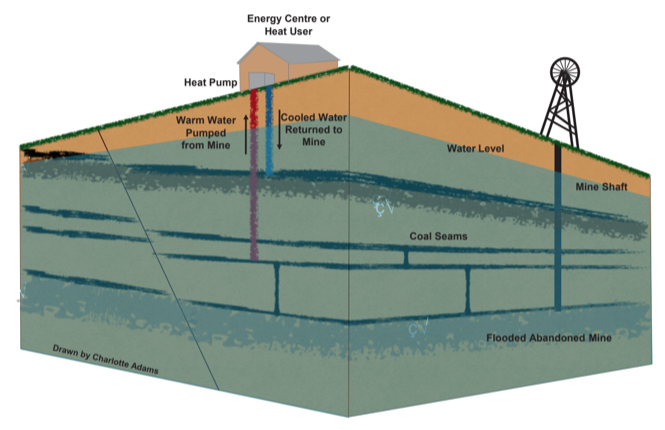 Energy Centre or
Heat User
Heat Pump
Warm Water
Pumped
from Mine
Cooled Water
Returned to
Mine
Water Level
Mine Shaft
Coal Seams
Flooded Abandoned Mine
Drawn by Charlotte Adams